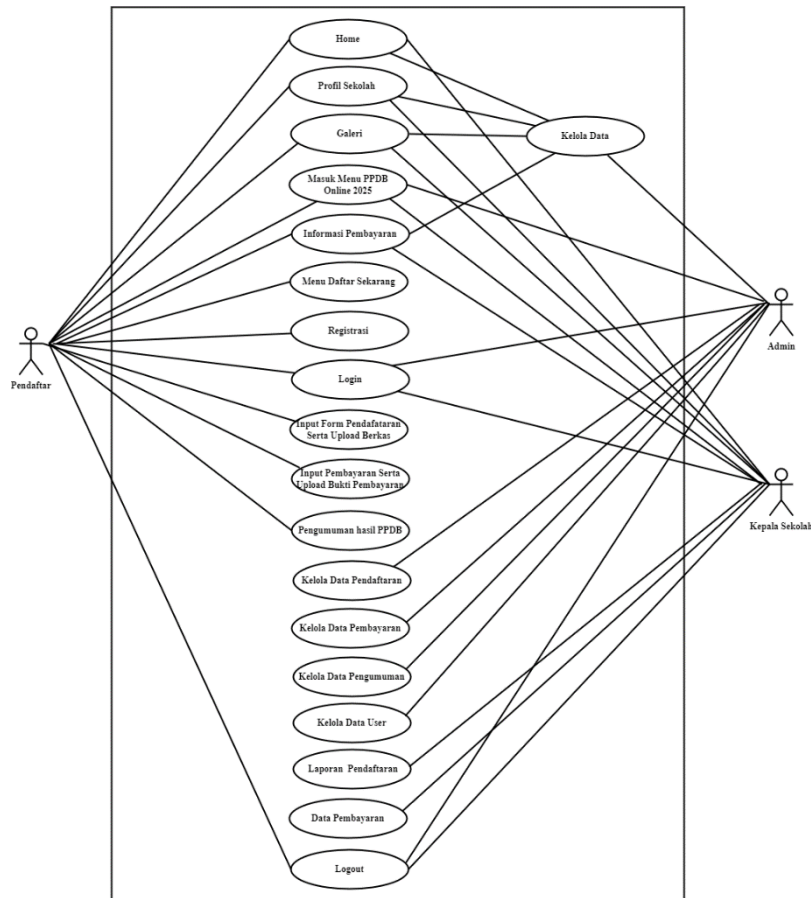 Home
Profil Sekolah
Galeri
Kelola Data
Masuk Menu PPDB
Online 2025
Informasi Pembayaran
Menu Daftar Sekarang
Registrasi
Admin
Login
Pendaftar
Input Form Pendafataran
Serta Upload Berkas
Input Pembayaran Serta
Upload Bukti Pembayaran
Pengumuman hasil PPDB
Kepala Sekolah
Kelola Data Pendaftaran
Kelola Data Pembayaran
Kelola Data Pengumuman
Kelola Data User
Laporan Pendaftaran
Data Pembayaran
Logout